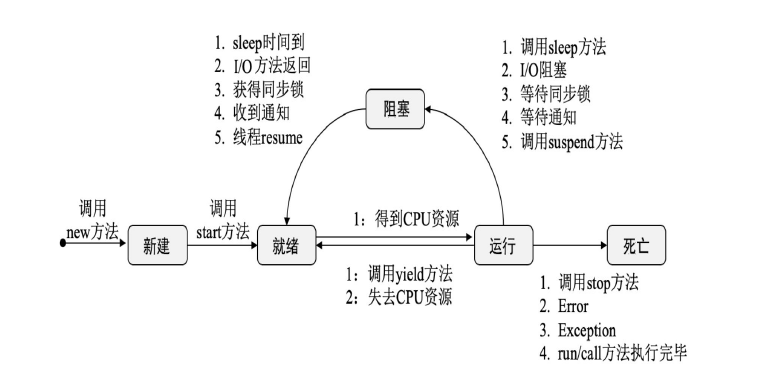 1. sleep时间到
2. I/O方法返回
3. 获得同步锁
4. 收到通知
5. 线程resume
1. 调用sleep方法
2. I/O阻塞
3. 等待同步锁
4. 等待通知
5. 调用suspend方法
阻塞
调用
new方法
新建
调用
start方法
就绪
1：得到CPU资源
1：调用yield方法
2：失去CPU资源
运行
死亡
1. 调用stop方法
2. Error
3. Exception
4. run/call方法执行完毕